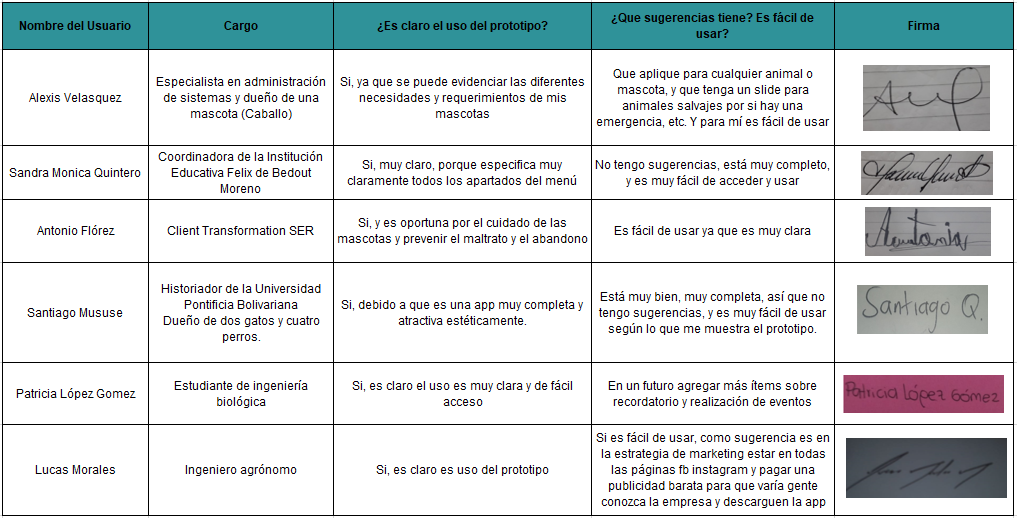 Nombre del Usuario
Cargo
¿Es claro el uso del prototipo?
¿Que sugerencias tiene? Es fácil de
usar?
Firma
Alexis Velasquez
Especialista en administración
de sistemas y dueño de una
mascota (Caballo)
Si, ya que se puede evidenciar las diferentes
necesidades y requerimientos de mis
mascotas
Que aplique para cualquier animal o
mascota, y que tenga un slide para
animales salvajes por si hay una
emergencia, etc. Y para mí es fácil de usar
Sandra Monica Quintero
Coordinadora de la Institución
Educativa Felix de Bedout
Moreno
Si, muy claro, porque especifica muy
claramente todos los apartados del menú
No tengo sugerencias, está muy completo,
y es muy fácil de acceder y usar
Antonio Flórez
Client Transformation SER
Si, y es oportuna por el cuidado de las
mascotas y prevenir el maltrato y el abandono
Es fácil de usar ya que es muy clara
Santiago Mususe
Historiador de la Universidad
Pontificia Bolivariana
Dueño de dos gatos y cuatro
perros.
Si, debido a que es una app muy completa y
atractiva estéticamente.
Está muy bien, muy completa, así que no
tengo sugerencias, y es muy fácil de usar
según lo que me muestra el prototipo.
Santiago Q.
Patricia López Gomez
Estudiante de ingeniería
biológica
Si, es claro el uso es muy clara y de fácil
acceso
En un futuro agregar más ítems sobre
recordatorio y realización de eventos
Patricia López Gómez
Lucas Morales
Ingeniero agrónomo
Si, es claro es uso del prototipo
Si es fácil de usar, como sugerencia es en
la estrategia de marketing estar en todas
las páginas fb instagram y pagar una
publicidad barata para que varía gente
conozca la empresa y descarguen la app